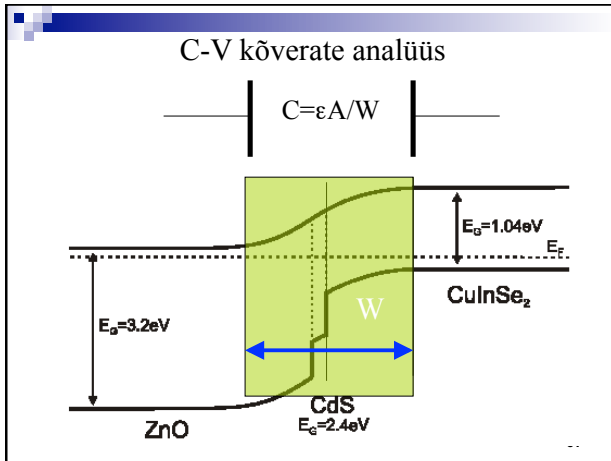 C-V kõverate analüüs
C=εA/W
E_G=1.04eV
E_F
CuInSe₂
W
E_G=3.2eV
CdS
E_G=2.4eV
ZnO